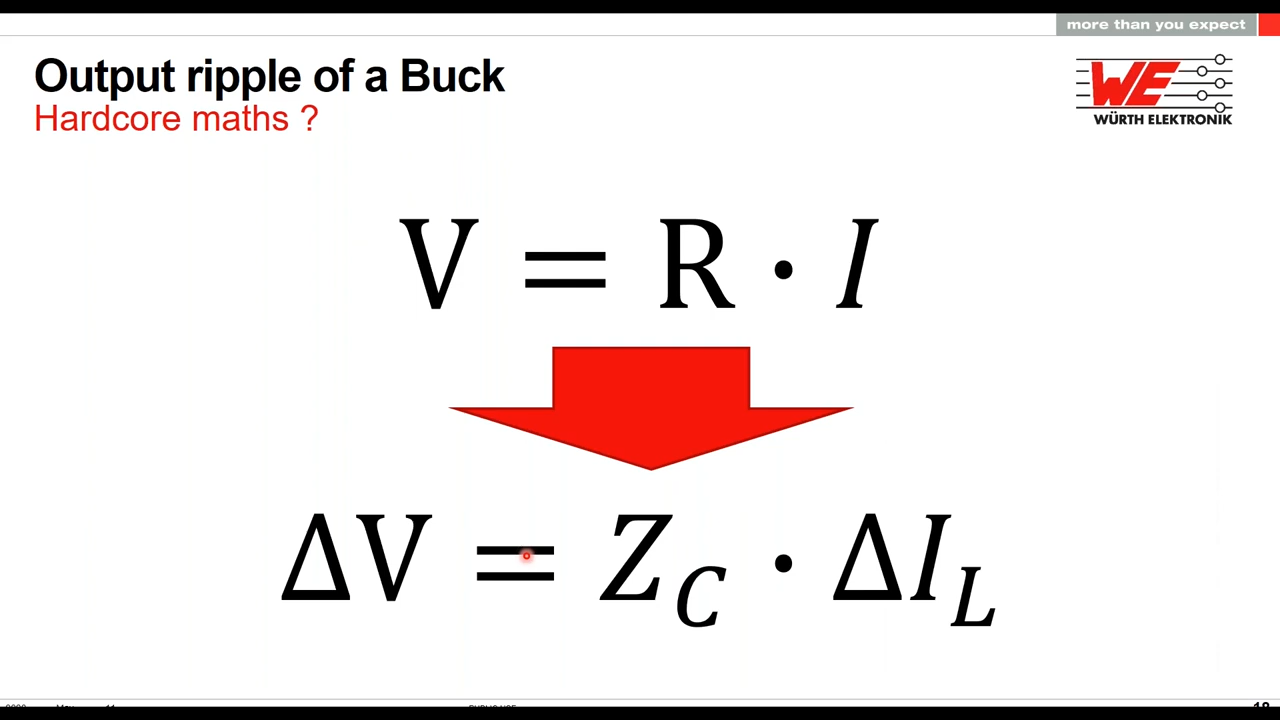 more than you expect
Output ripple of a Buck
Hardcore maths ?
WE
WÜRTH ELEKTRONIK
V = R · I
ΔV = Z_C · ΔI_L